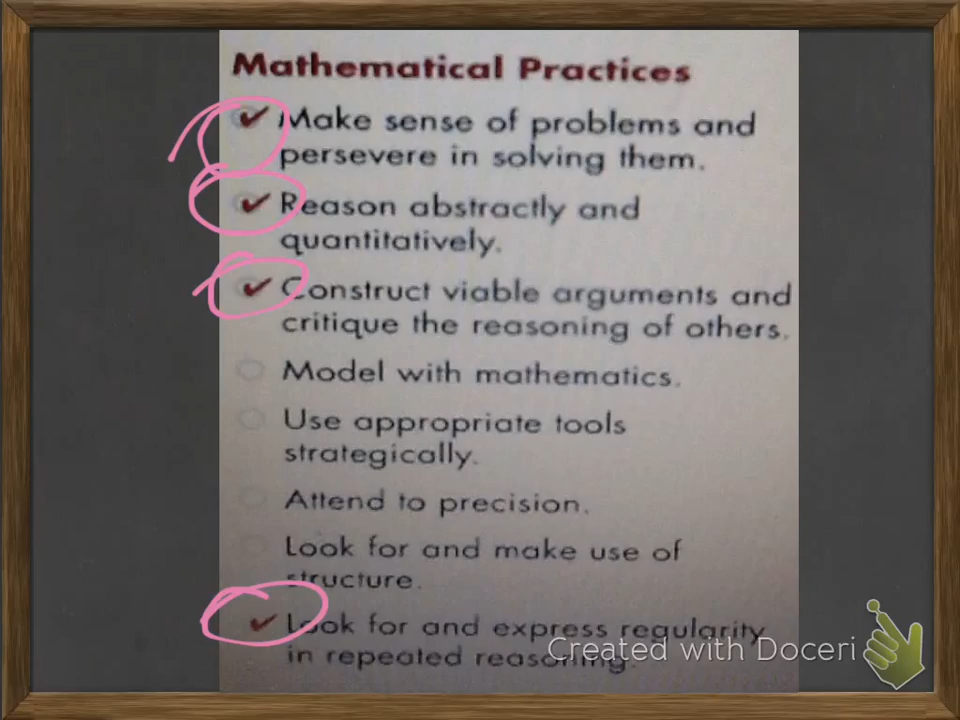 Mathematical Practices
Make sense of problems and
persevere in solving them.
Reason abstractly and
quantitatively.
Construct viable arguments and
critique the reasoning of others.
Model with mathematics.
Use appropriate tools
strategically.
Attend to precision.
Look for and make use of
structure.
Look for and express regularity
in repeated reasoning.
Created with Doceri